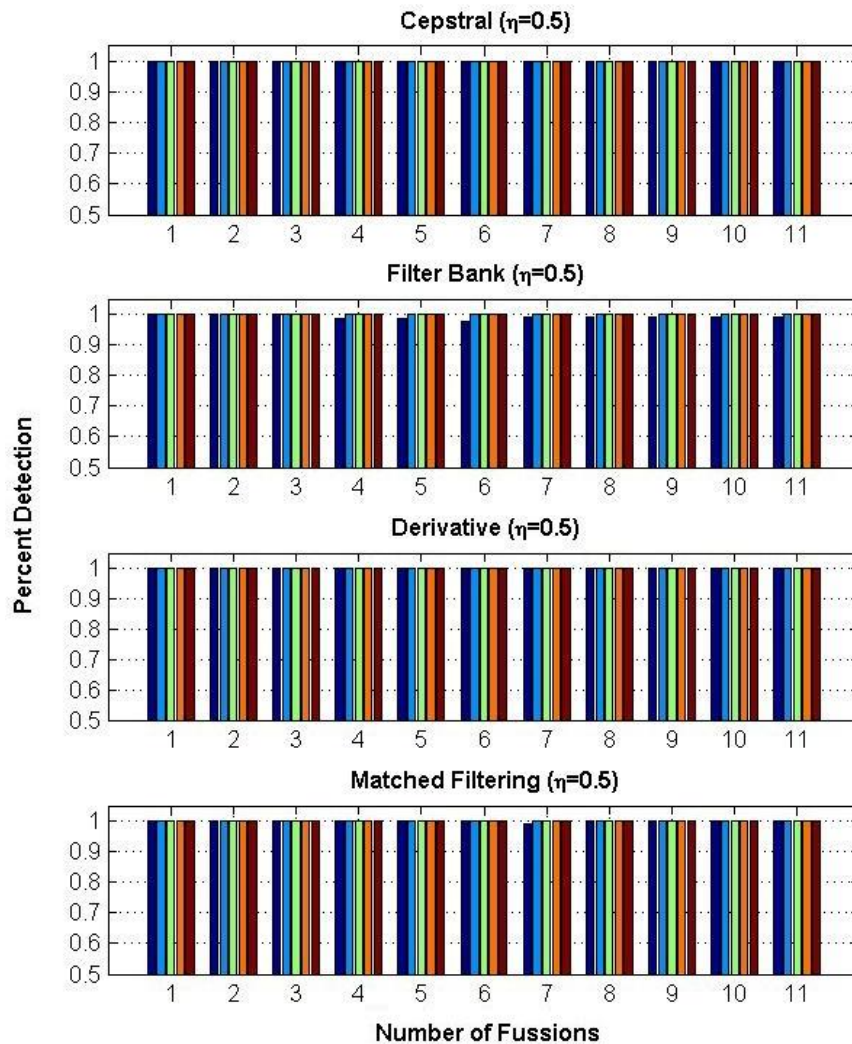 Cepstral (η=0.5)
1
0.9
0.8
0.7
0.6
0.5
1 2 3 4 5 6 7 8 9 10 11
Filter Bank (η=0.5)
1
0.9
0.8
0.7
0.6
0.5
1 2 3 4 5 6 7 8 9 10 11
Percent Detection
Derivative (η=0.5)
1
0.9
0.8
0.7
0.6
0.5
1 2 3 4 5 6 7 8 9 10 11
Matched Filtering (η=0.5)
1
0.9
0.8
0.7
0.6
0.5
1 2 3 4 5 6 7 8 9 10 11
Number of Fussions